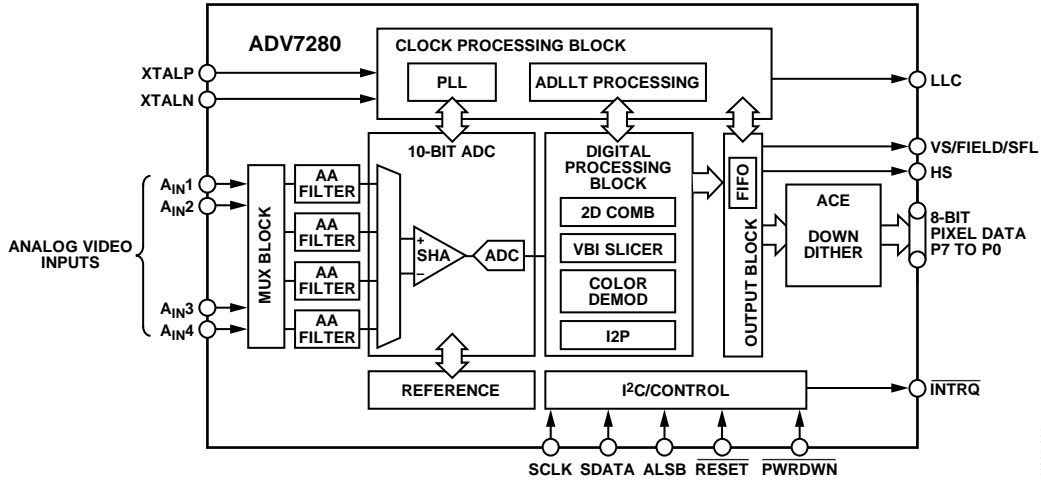 ADV7280
CLOCK PROCESSING BLOCK
PLL
ADLLT PROCESSING
XTALP
XTALN
LLC
10-BIT ADC
DIGITAL
PROCESSING
BLOCK
2D COMB
VBI SLICER
COLOR
DEMOD
I2P
OUTPUT BLOCK
FIFO
VS/FIELD/SFL
HS
ACE
DOWN
DITHER
8-BIT
PIXEL DATA
P7 TO P0
ANALOG VIDEO
INPUTS
AIN1
AIN2
AIN3
AIN4
MUX BLOCK
AA
FILTER
AA
FILTER
AA
FILTER
AA
FILTER
+
SHA
–
ADC
REFERENCE
I2C/CONTROL
INTRQ
SCLK
SDATA
ALSB
RESET
PWRDWN